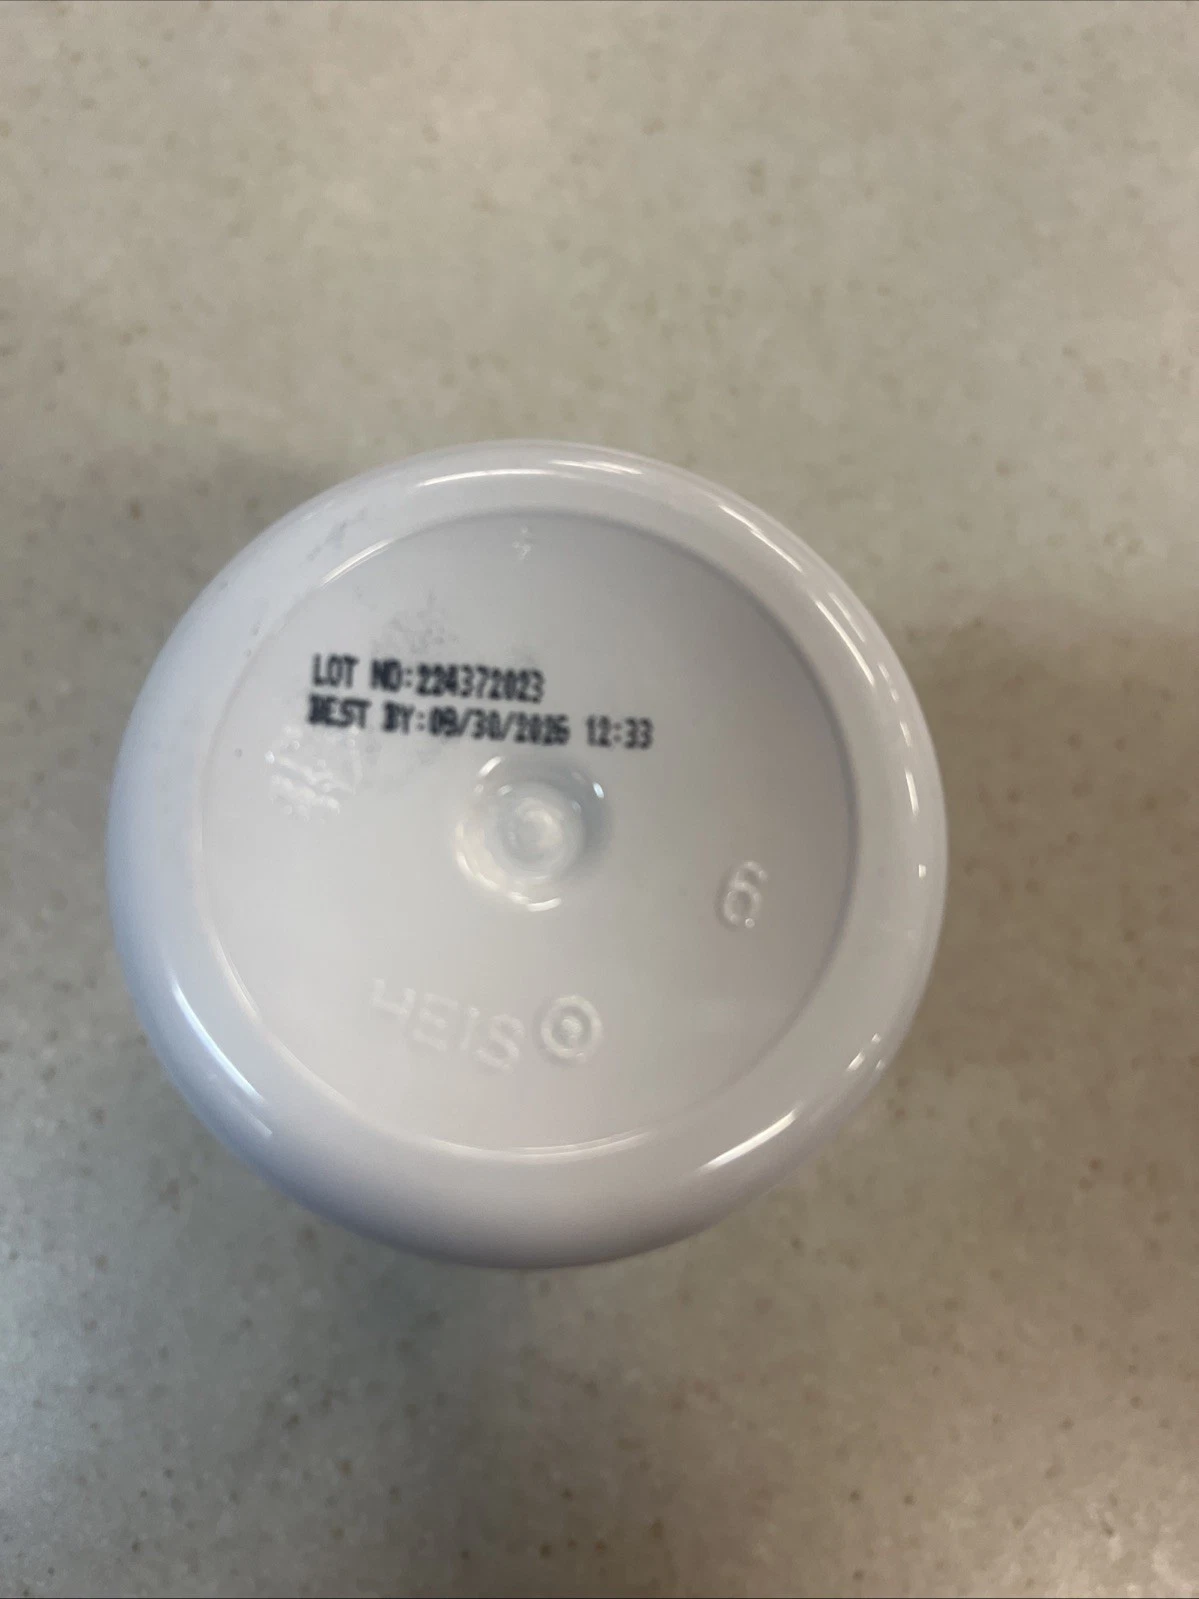 LOT NO:224372023
BEST BY:09/30/2026 12:33
6
HEIS